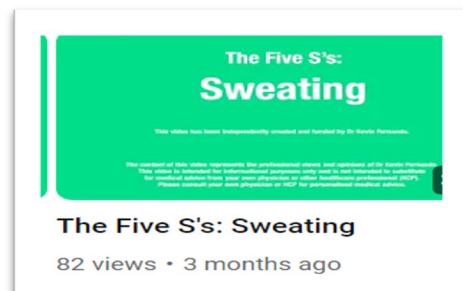 The Five S's:
Sweating
This video has been independently created and funded by Dr Kevin Fernando.
The content of this video represents the professional views and opinions of Dr Kevin Fernando.
This video is intended for informational purposes only and is not intended to substitute
for medical advice from your own physician or other healthcare professional (HCP).
Please consult your own physician or HCP for personalised medical advice.
The Five S's: Sweating
82 views • 3 months ago